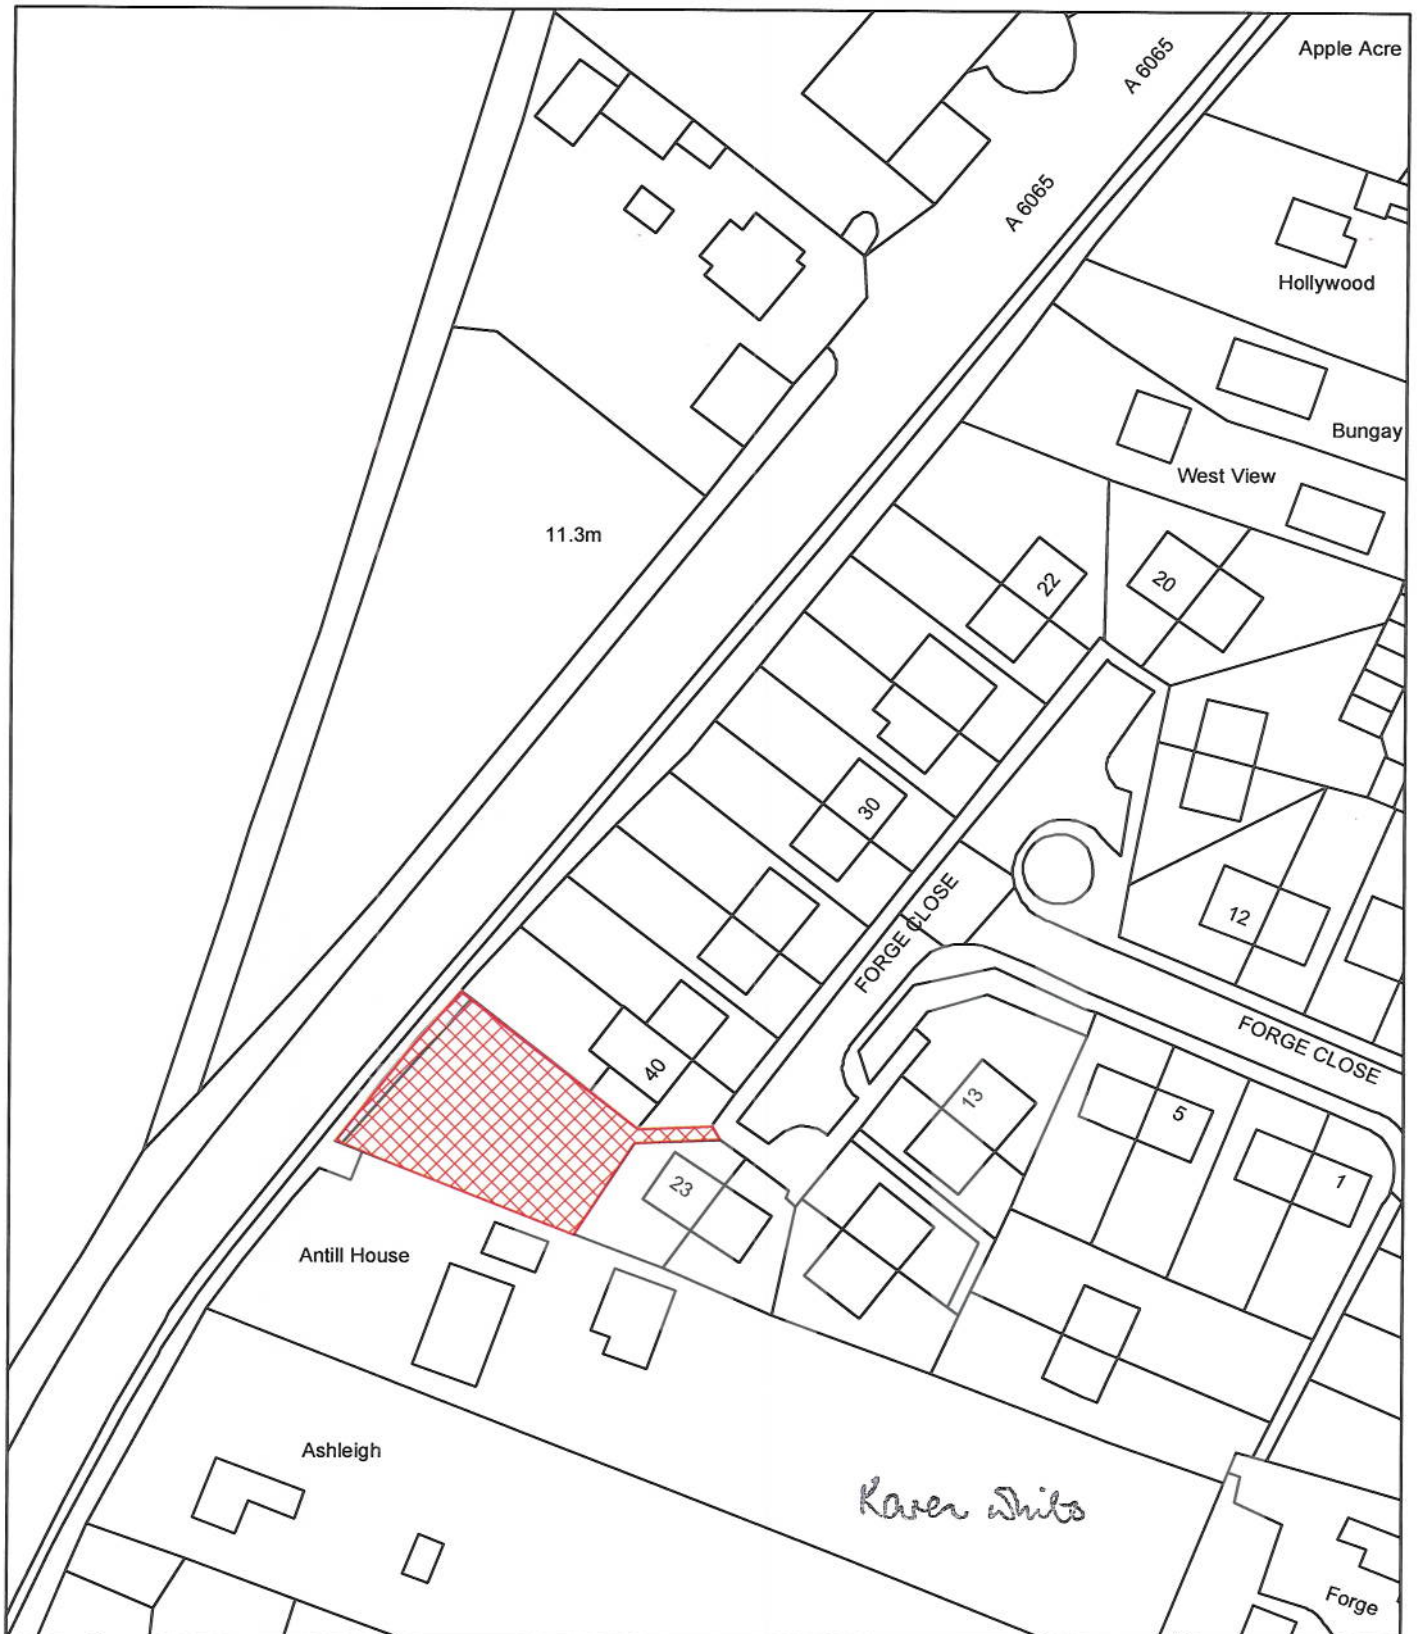 Apple Acre
A 6065
A 6065
Hollywood
Bungay
West View
11.3m
22
20
30
12
FORGE CLOSE
FORGE CLOSE
40
13
5
1
23
Antill House
Ashleigh
Karen White
Forge